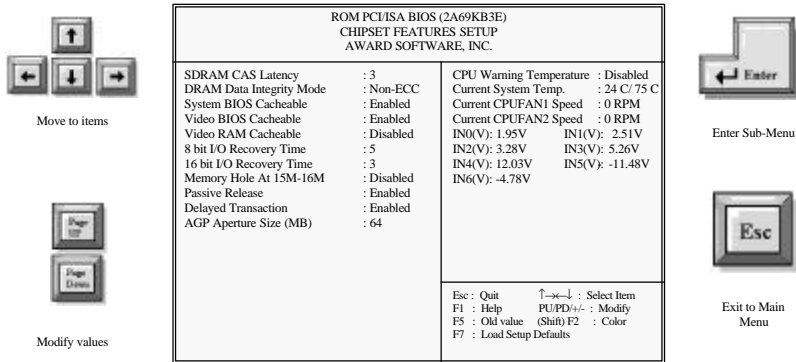 ROM PCI/ISA BIOS (2A69KB3E)
CHIPSET FEATURES SETUP
AWARD SOFTWARE, INC.
SDRAM CAS Latency : 3
DRAM Data Integrity Mode : Non-ECC
System BIOS Cacheable : Enabled
Video BIOS Cacheable : Enabled
Video RAM Cacheable : Disabled
8 bit I/O Recovery Time : 5
16 bit I/O Recovery Time : 3
Memory Hole At 15M-16M : Disabled
Passive Release : Enabled
Delayed Transaction : Enabled
AGP Aperture Size (MB) : 64
CPU Warning Temperature : Disabled
Current System Temp. : 24 C/ 75 C
Current CPUFAN1 Speed : 0 RPM
Current CPUFAN2 Speed : 0 RPM
IN0(V): 1.95V IN1(V): 2.51V
IN2(V): 3.28V IN3(V): 5.26V
IN4(V): 12.03V IN5(V): -11.48V
IN6(V): -4.78V
Esc : Quit ↑→←↓ : Select Item
F1 : Help PU/PD/+/- : Modify
F5 : Old value (Shift) F2 : Color
F7 : Load Setup Defaults
Move to items
Page
UP
Page
Down
Modify values
Enter
Enter Sub-Menu
Esc
Exit to Main
Menu